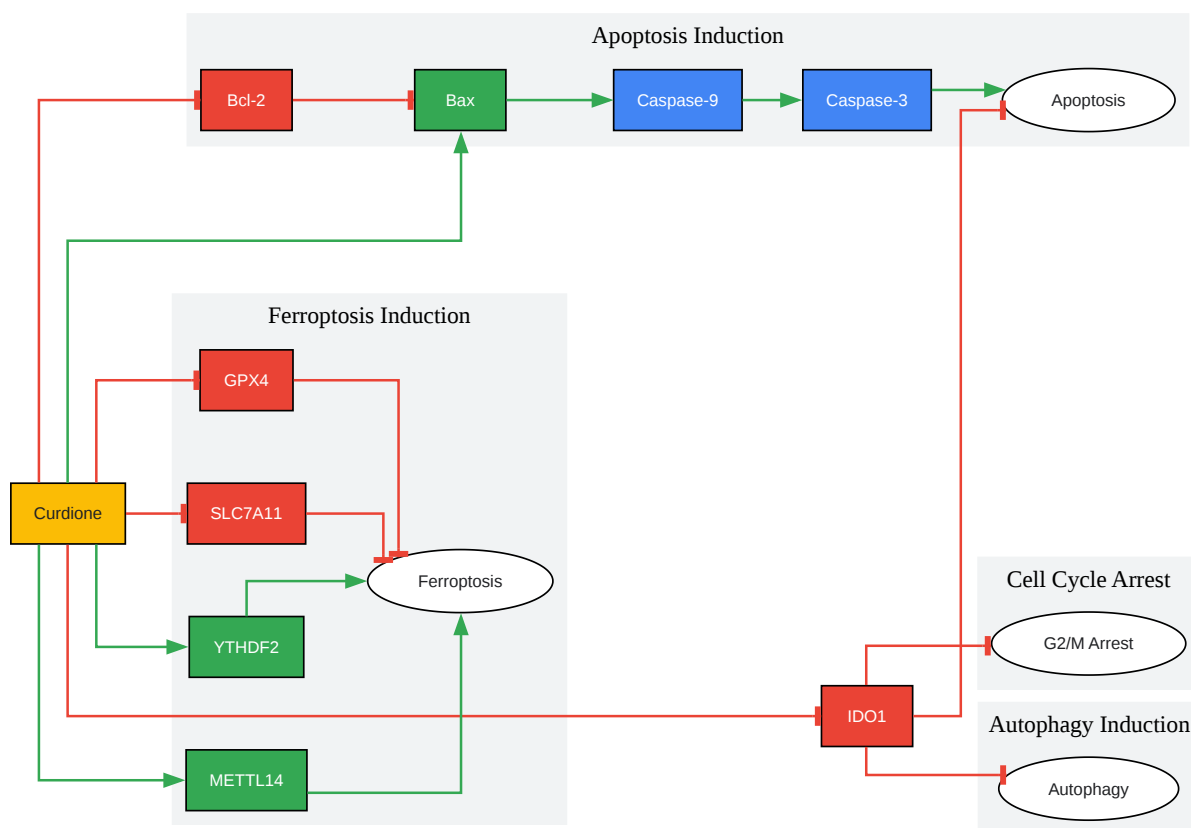 Apoptosis Induction
Bcl-2
Bax
Caspase-9
Caspase-3
Apoptosis
Ferroptosis Induction
GPX4
Curdione
SLC7A11
Ferroptosis
YTHDF2
METTL14
Cell Cycle Arrest
G2/M Arrest
IDO1
Autophagy Induction
Autophagy